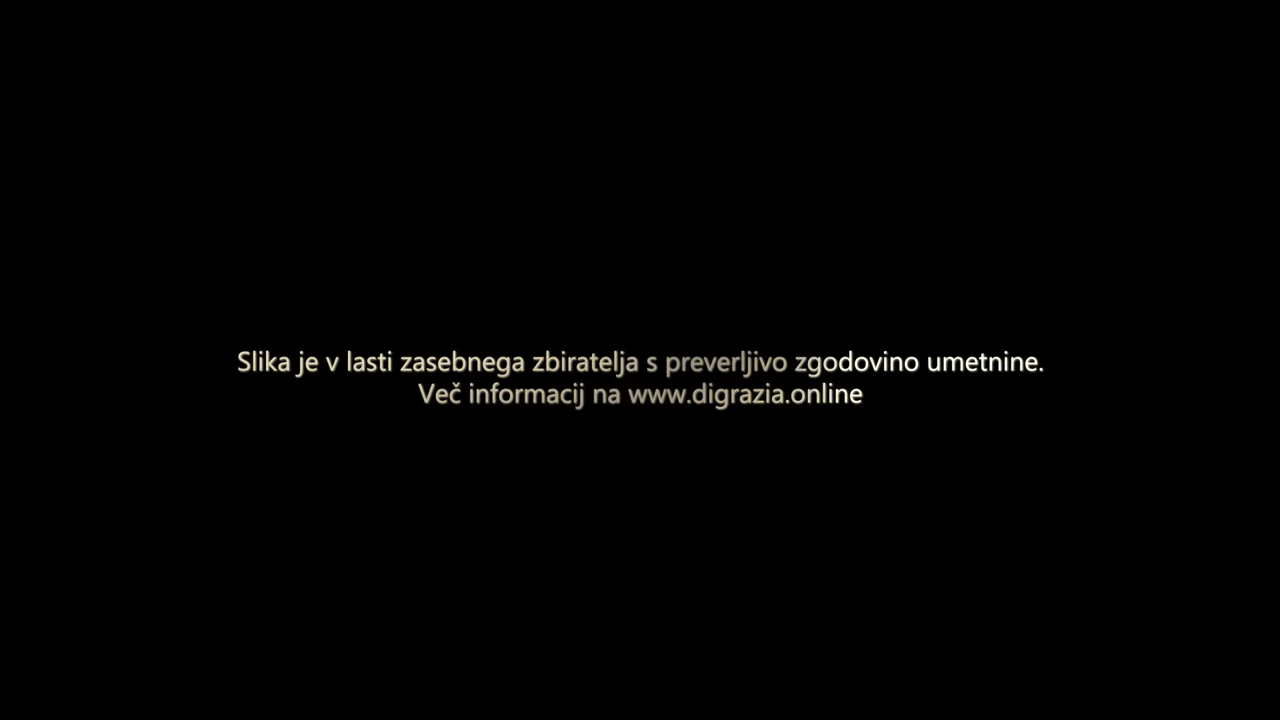 Slika je v lasti zasebnega zbiratelja s preverljivo zgodovino umetnine.
Več informacij na www.digrazia.online